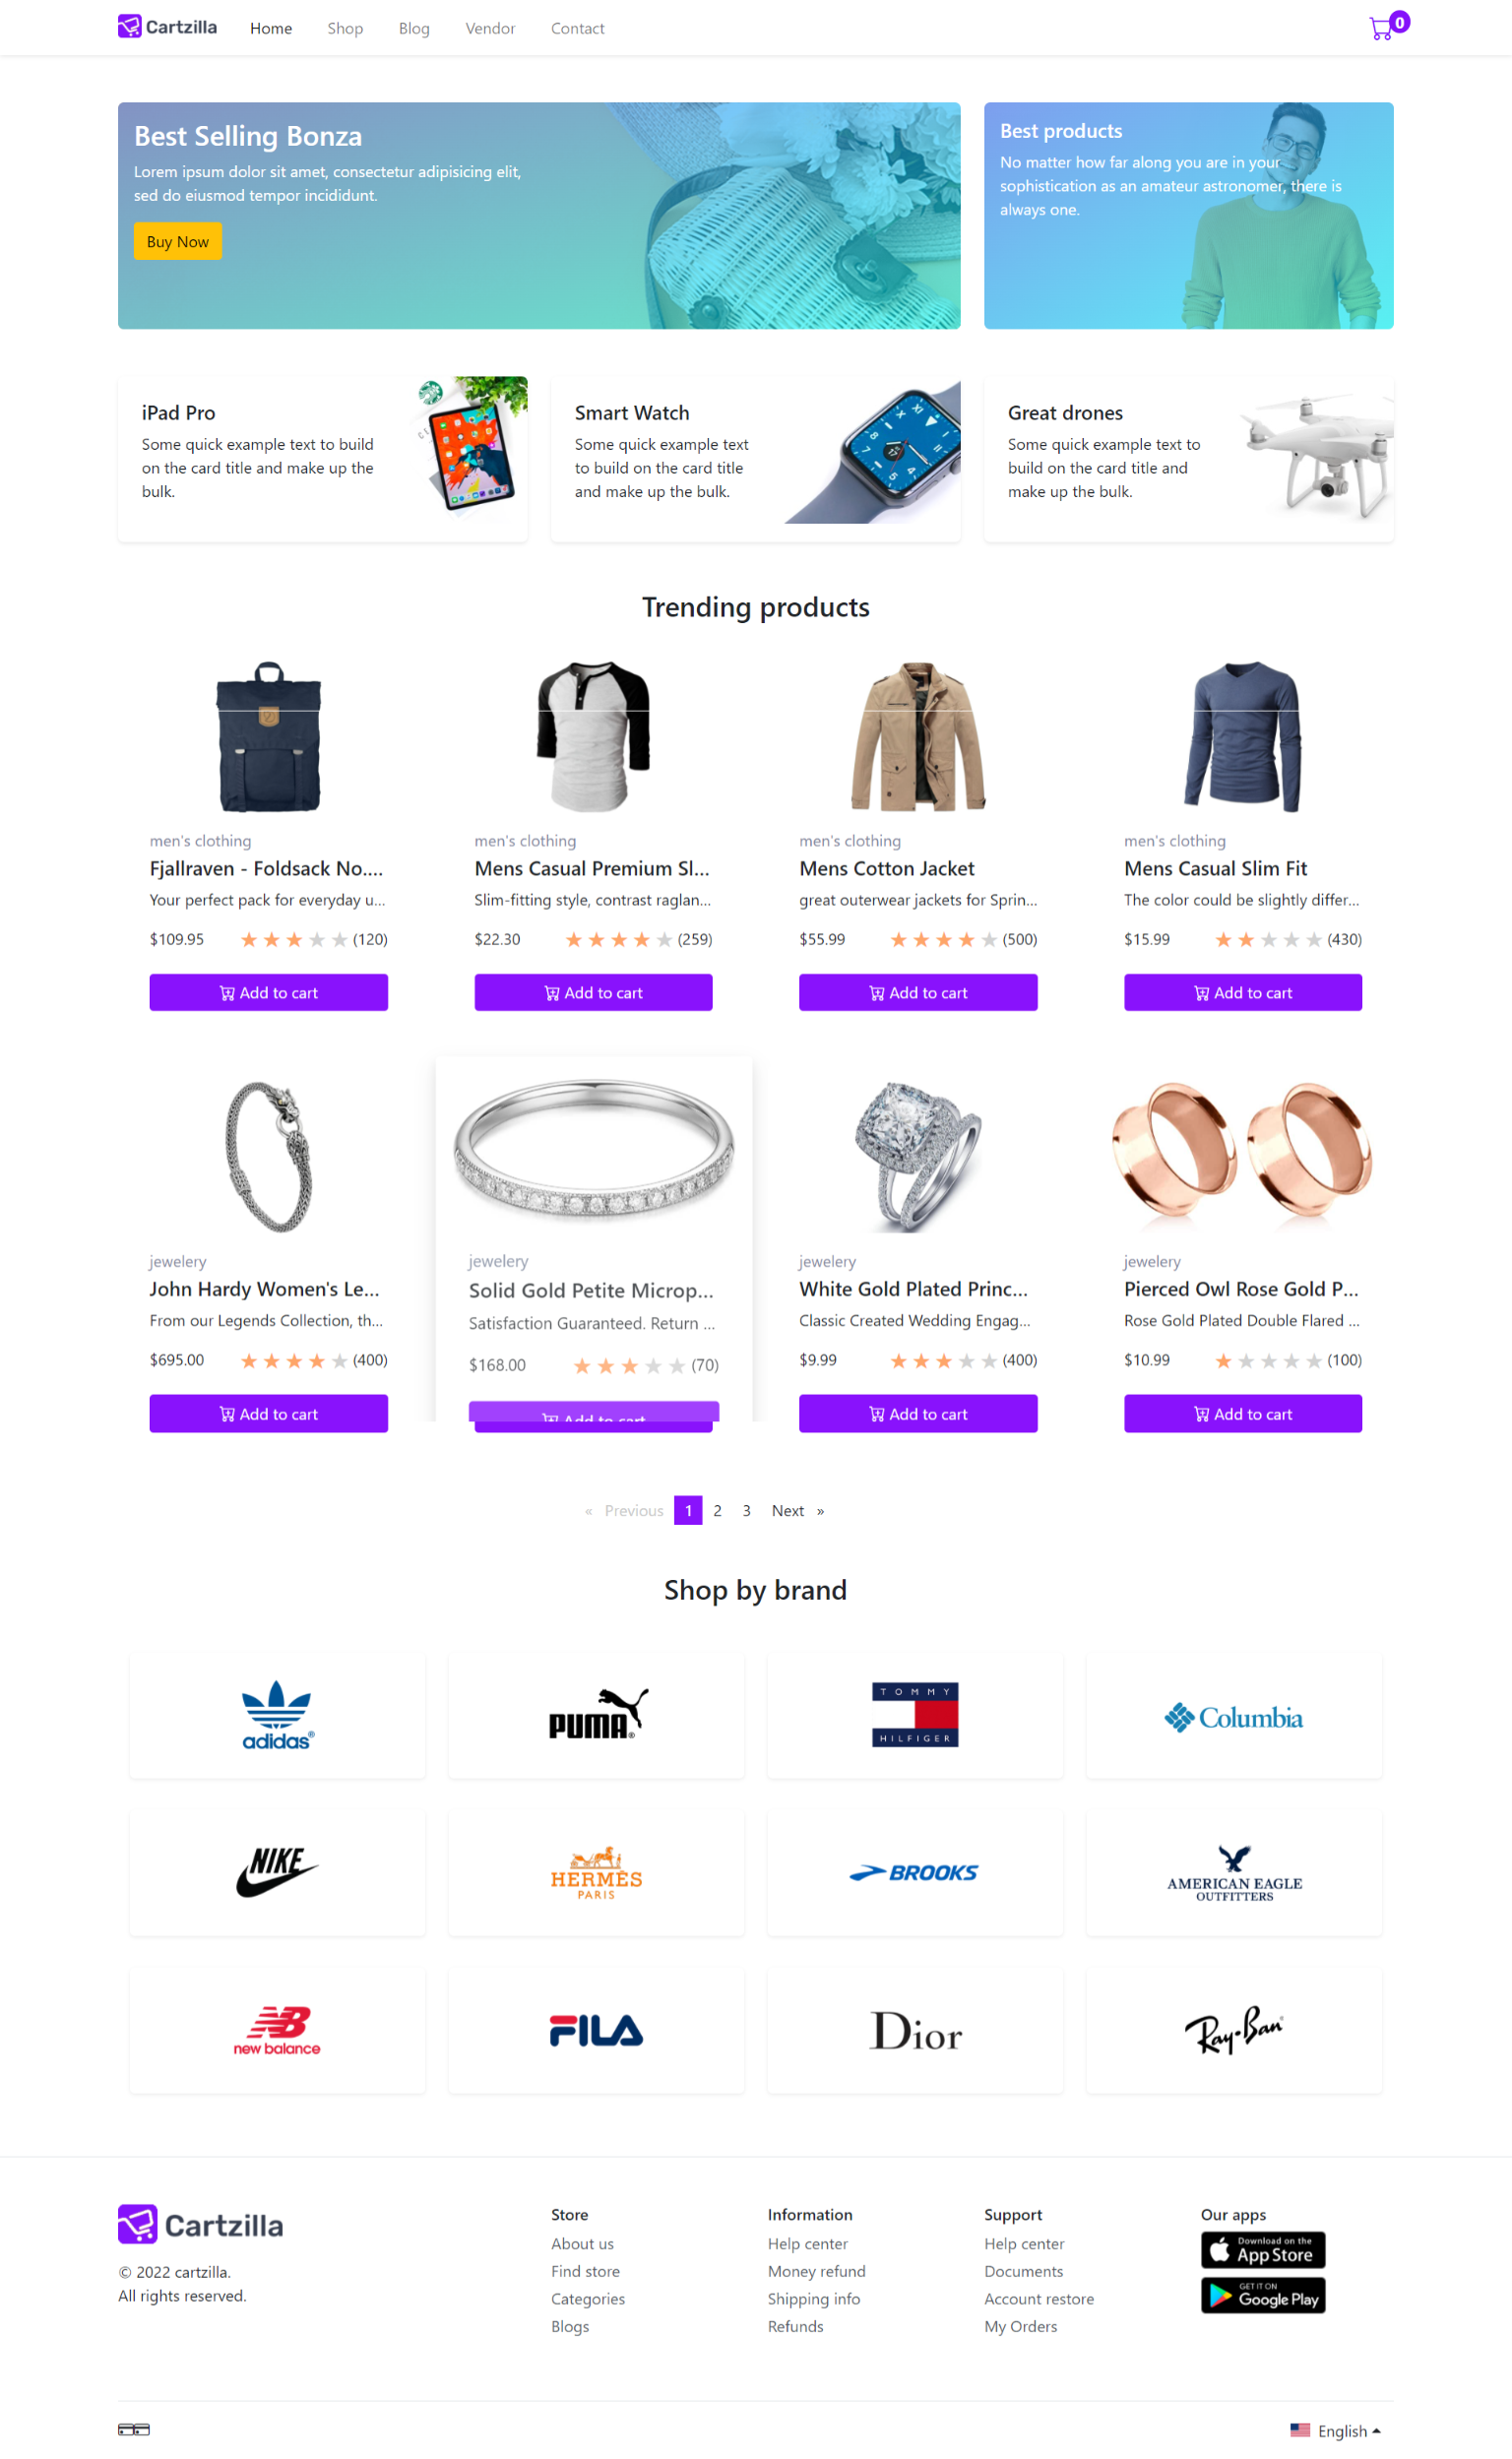 Cartzilla Home Shop Blog Vendor Contact 0
Best Selling Bonza
Lorem ipsum dolor sit amet, consectetur adipisicing elit,
sed do eiusmod tempor incididunt.
Buy Now
Best products
No matter how far along you are in your
sophistication as an amateur astronomer, there is
always one.
iPad Pro
Some quick example text to build
on the card title and make up the
bulk.
Smart Watch
Some quick example text
to build on the card title
and make up the bulk.
Great drones
Some quick example text to
build on the card title and
make up the bulk.
Trending products
men's clothing
Fjallraven - Foldsack No....
Your perfect pack for everyday u...
$109.95 ★★★★★ (120)
Add to cart
men's clothing
Mens Casual Premium Sl...
Slim-fitting style, contrast raglan...
$22.30 ★★★★★ (259)
Add to cart
men's clothing
Mens Cotton Jacket
great outerwear jackets for Sprin...
$55.99 ★★★★★ (500)
Add to cart
men's clothing
Mens Casual Slim Fit
The color could be slightly differ...
$15.99 ★★★★★ (430)
Add to cart
jewelery
John Hardy Women's Le...
From our Legends Collection, th...
$695.00 ★★★★★ (400)
Add to cart
jewelery
Solid Gold Petite Microp...
Satisfaction Guaranteed. Return ...
$168.00 ★★★★★ (70)
Add to cart
jewelery
White Gold Plated Princ...
Classic Created Wedding Engag...
$9.99 ★★★★★ (400)
Add to cart
jewelery
Pierced Owl Rose Gold P...
Rose Gold Plated Double Flared ...
$10.99 ★★★★★ (100)
Add to cart
« Previous 1 2 3 Next »
Shop by brand
adidas®
PUMA®
TOMMY
HILFIGER
Columbia
NIKE
HERMÈS
PARIS
BROOKS
AMERICAN EAGLE
OUTFITTERS
NB
new balance
FILA
Dior
Ray-Ban
Cartzilla
© 2022 cartzilla.
All rights reserved.
Store
About us
Find store
Categories
Blogs
Information
Help center
Money refund
Shipping info
Refunds
Support
Help center
Documents
Account restore
My Orders
Our apps
Download on the
App Store
GET IT ON
Google Play
English